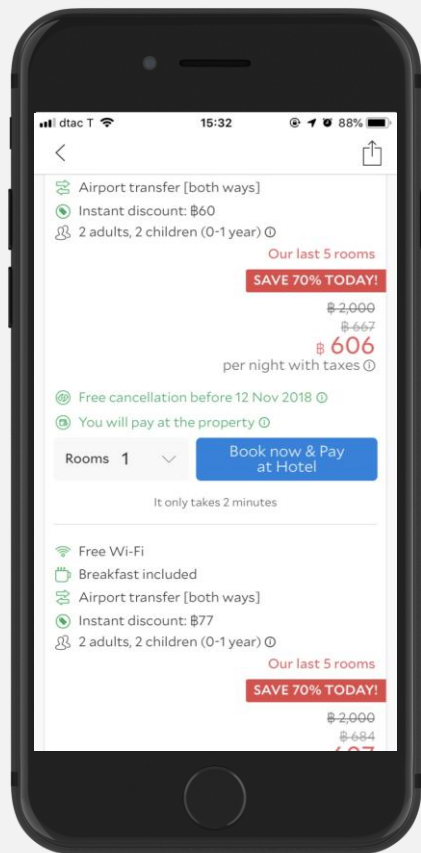 dtac T
15:32
88%
Airport transfer [both ways]
Instant discount: ฿60
2 adults, 2 children (0-1 year)
Our last 5 rooms
SAVE 70% TODAY!
฿ 2,000
฿ 667
฿ 606
per night with taxes
Free cancellation before 12 Nov 2018
You will pay at the property
Rooms 1
Book now & Pay
at Hotel
It only takes 2 minutes
Free Wi-Fi
Breakfast included
Airport transfer [both ways]
Instant discount: ฿77
2 adults, 2 children (0-1 year)
Our last 5 rooms
SAVE 70% TODAY!
฿ 2,000
฿ 684